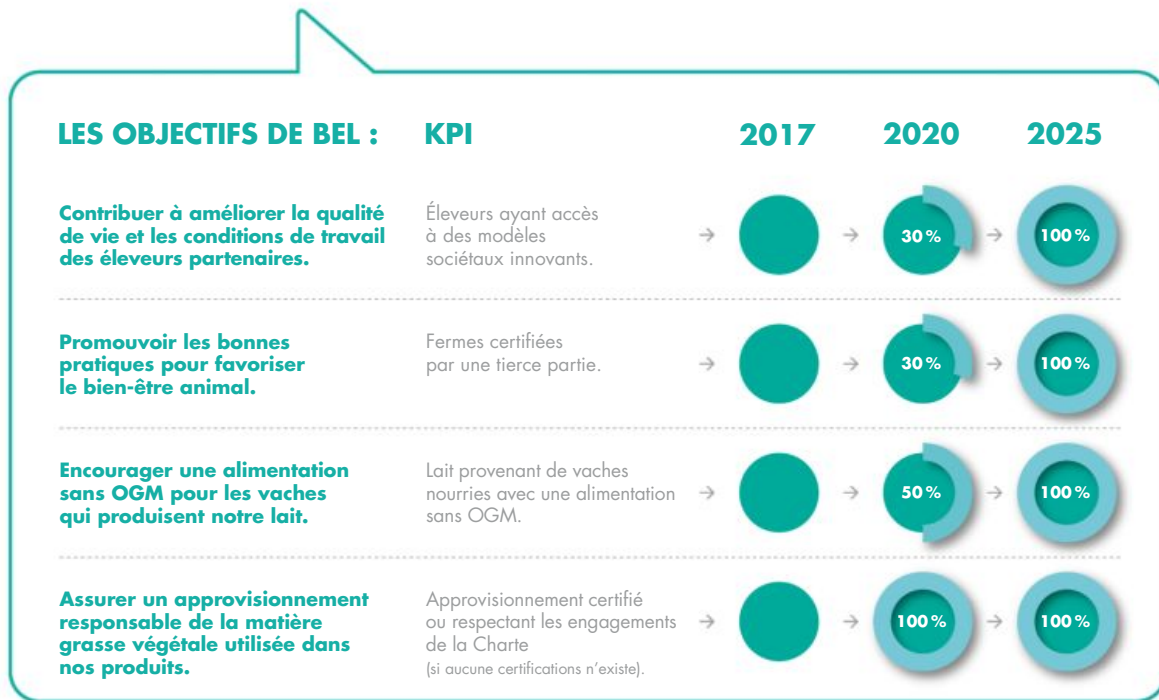 LES OBJECTIFS DE BEL :
KPI
2017
2020
2025
Contribuer à améliorer la qualité
de vie et les conditions de travail
des éleveurs partenaires.
Éleveurs ayant accès
à des modèles
sociétaux innovants.
30 %
100 %
Promouvoir les bonnes
pratiques pour favoriser
le bien-être animal.
Fermes certifiées
par une tierce partie.
30 %
100 %
Encourager une alimentation
sans OGM pour les vaches
qui produisent notre lait.
Lait provenant de vaches
nourries avec une alimentation
sans OGM.
50 %
100 %
Assurer un approvisionnement
responsable de la matière
grasse végétale utilisée dans
nos produits.
Approvisionnement certifié
ou respectant les engagements
de la Charte
(si aucune certifications n'existe).
100 %
100 %